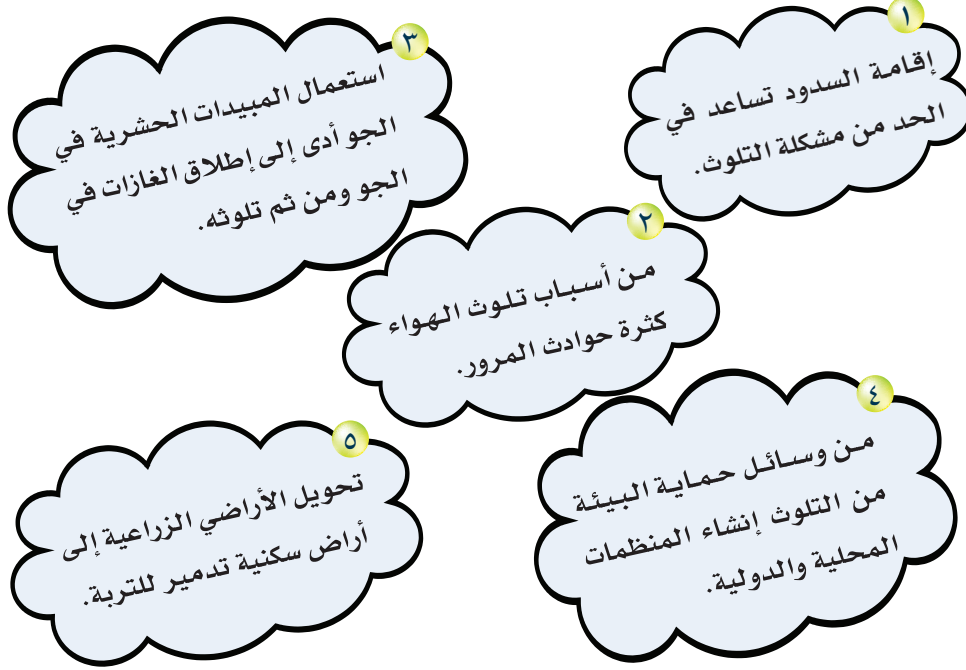 ١
إقامة السدود تساعد في
الحد من مشكلة التلوث.
٢
من أسباب تلوث الهواء
كثرة حوادث المرور.
٣
استعمال المبيدات الحشرية في
الجو أدى إلى إطلاق الغازات في
الجو ومن ثم تلوثه.
٤
من وسائل حماية البيئة
من التلوث إنشاء المنظمات
المحلية والدولية.
٥
تحويل الأراضي الزراعية إلى
أراض سكنية تدمير للتربة.